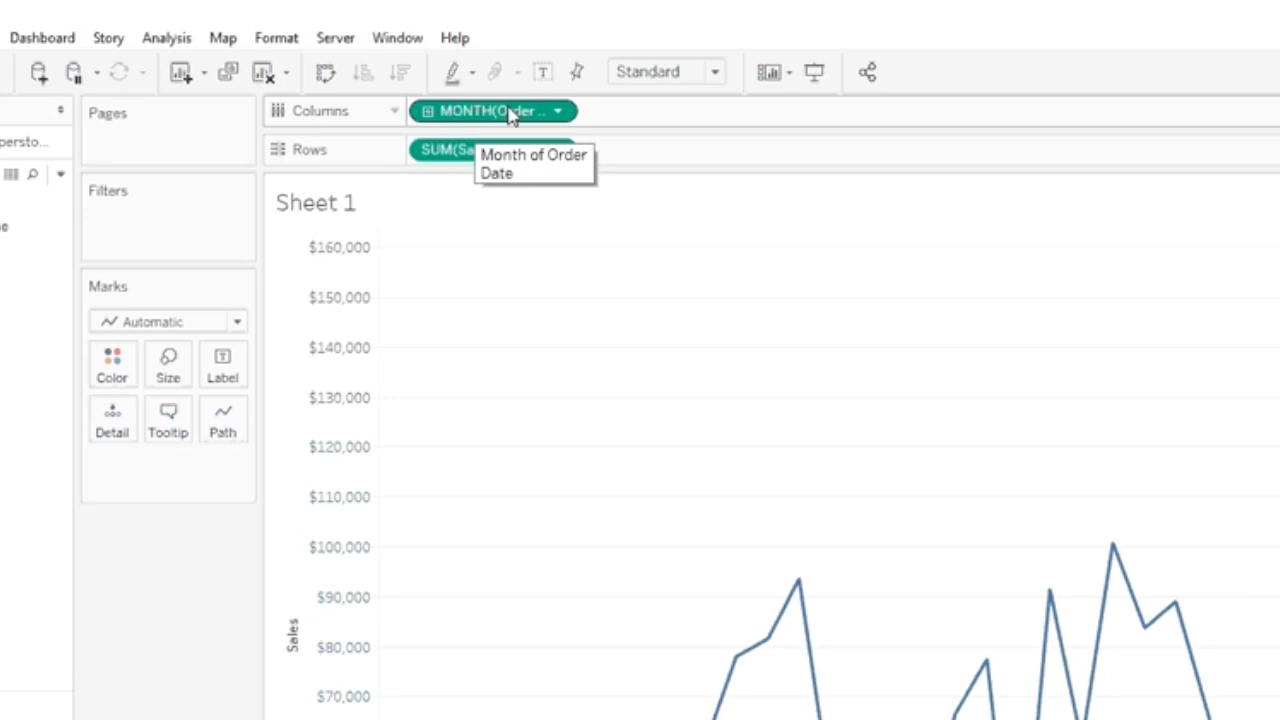 Dashboard Story Analysis Map Format Server Window Help
Standard
Pages
Columns
MONTH(Order ..
persto...
Rows
SUM(Sa
Month of Order
Date
Filters
Sheet 1
$160,000
$150,000
$140,000
$130,000
$120,000
$110,000
$100,000
$90,000
$80,000
$70,000
Sales
Marks
Automatic
Color Size Label
Detail Tooltip Path